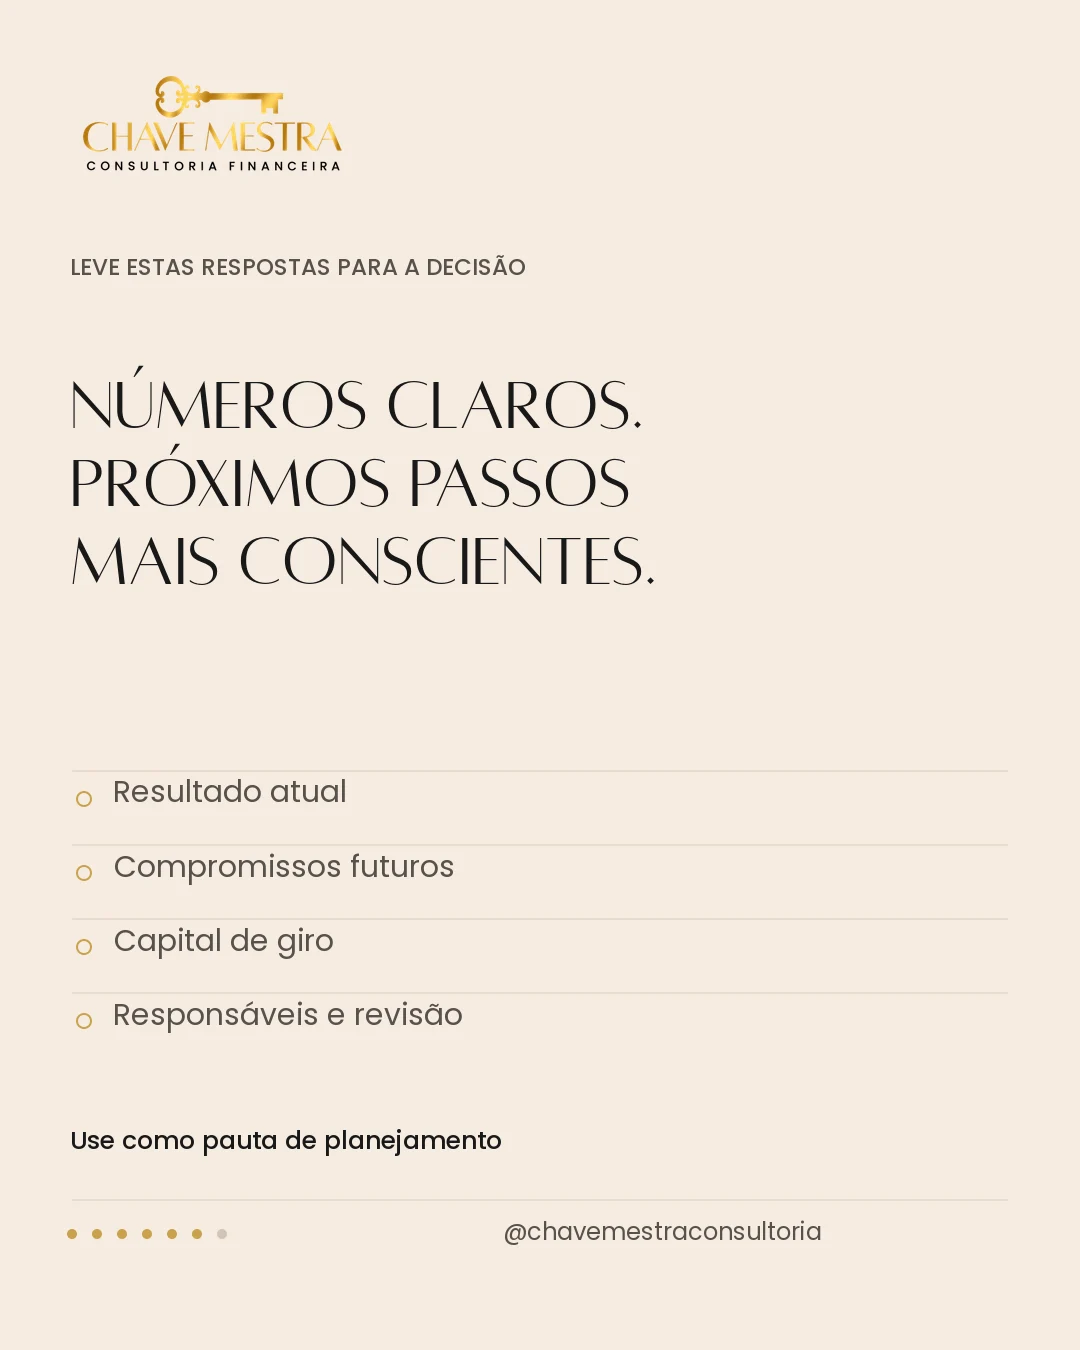 CHAVE MESTRA
CONSULTORIA FINANCEIRA
LEVE ESTAS RESPOSTAS PARA A DECISÃO
NÚMEROS CLAROS.
PRÓXIMOS PASSOS
MAIS CONSCIENTES.
Resultado atual
Compromissos futuros
Capital de giro
Responsáveis e revisão
Use como pauta de planejamento
@chavemestraconsultoria